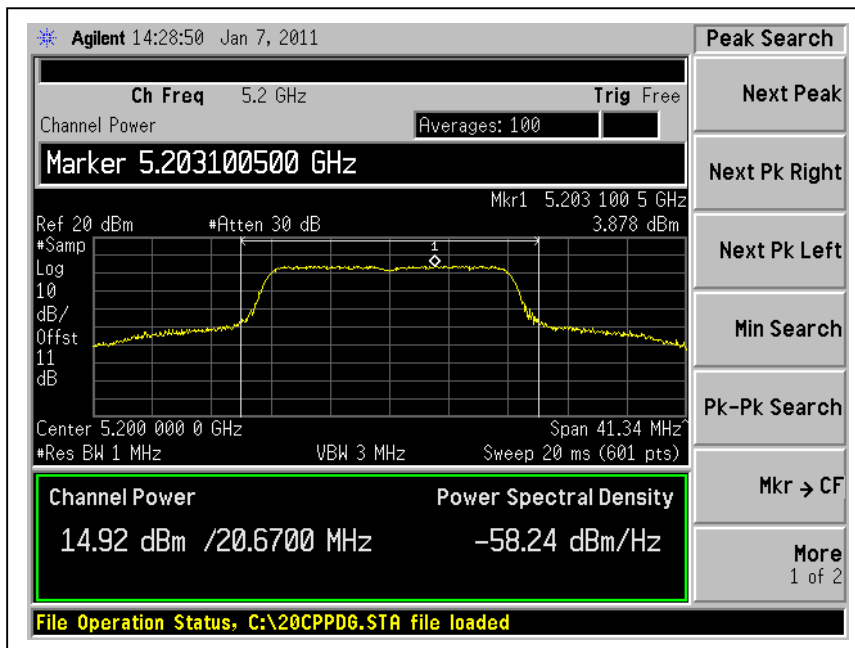 Agilent 14:28:50 Jan 7, 2011
Peak Search
Ch Freq 5.2 GHz Trig Free
Channel Power Averages: 100
Marker 5.203100500 GHz
Mkr1 5.203 100 5 GHz
Ref 20 dBm #Atten 30 dB 3.878 dBm
#Samp
Log
10
dB/
Offst
11
dB
1
Center 5.200 000 0 GHz Span 41.34 MHz^
#Res BW 1 MHz VBW 3 MHz Sweep 20 ms (601 pts)
Channel Power Power Spectral Density
14.92 dBm /20.6700 MHz -58.24 dBm/Hz
File Operation Status, C:\20CPPDG.STA file loaded
Next Peak
Next Pk Right
Next Pk Left
Min Search
Pk-Pk Search
Mkr → CF
More
1 of 2